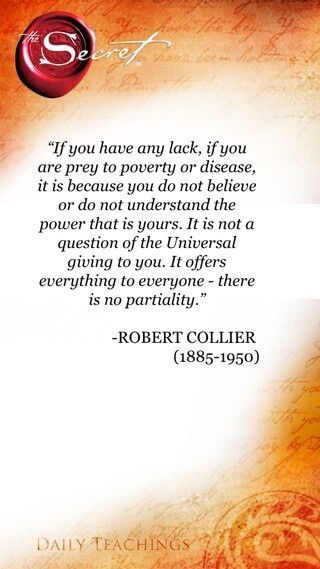 the Secret™
“If you have any lack, if you
are prey to poverty or disease,
it is because you do not believe
or do not understand the
power that is yours. It is not a
question of the Universal
giving to you. It offers
everything to everyone - there
is no partiality.”
-ROBERT COLLIER
(1885-1950)
DAILY TEACHINGS